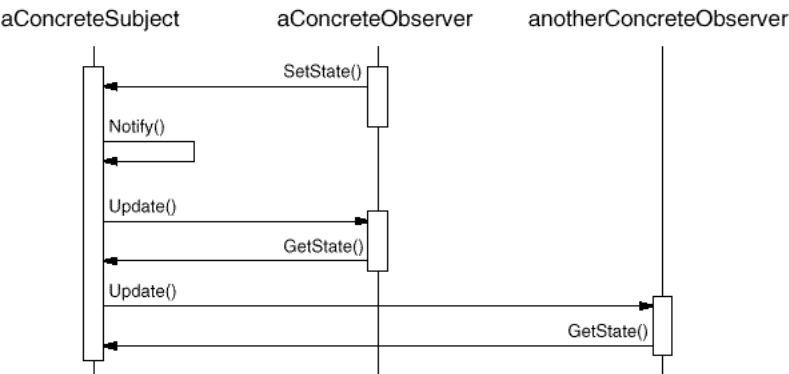 aConcreteSubject aConcreteObserver anotherConcreteObserver
SetState()
Notify()
Update()
GetState()
Update()
GetState()